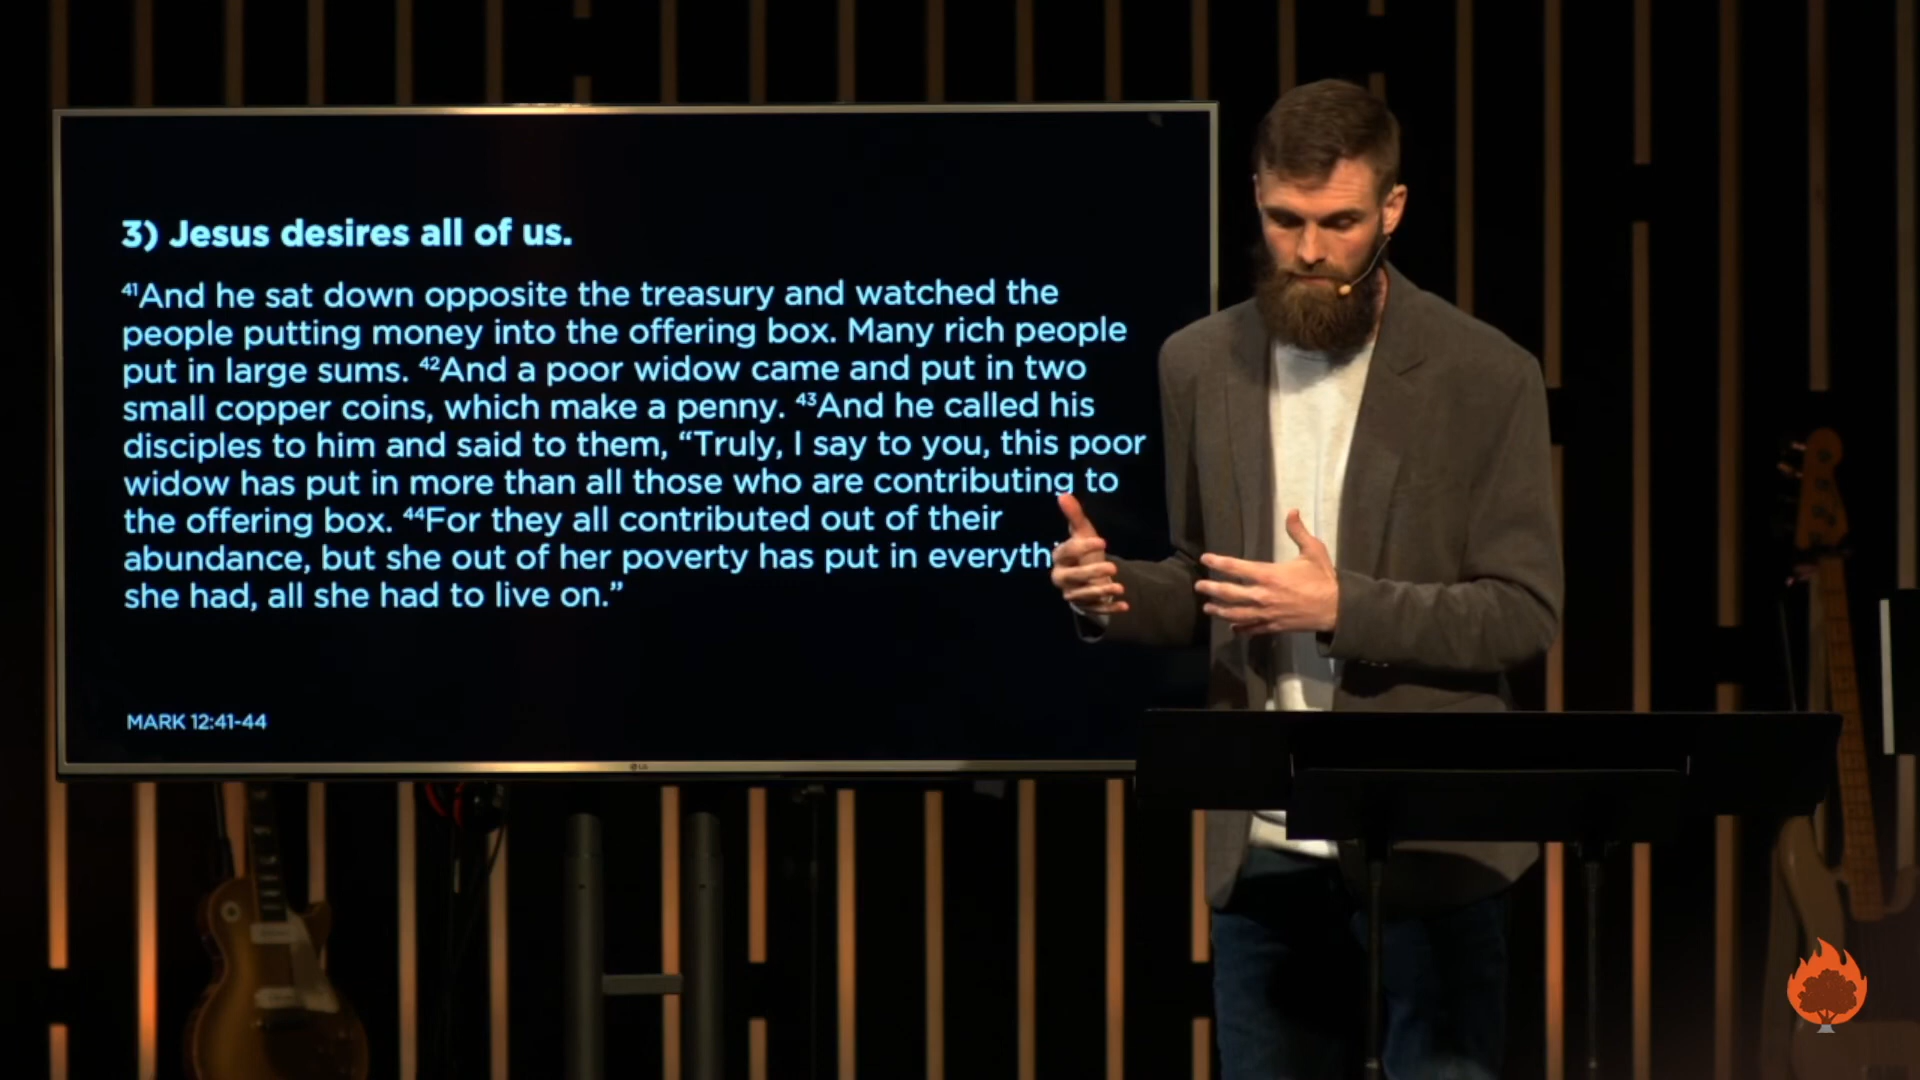 3) Jesus desires all of us.
⁴¹And he sat down opposite the treasury and watched the
people putting money into the offering box. Many rich people
put in large sums. ⁴²And a poor widow came and put in two
small copper coins, which make a penny. ⁴³And he called his
disciples to him and said to them, “Truly, I say to you, this poor
widow has put in more than all those who are contributing to
the offering box. ⁴⁴For they all contributed out of their
abundance, but she out of her poverty has put in everythi
she had, all she had to live on.”
MARK 12:41-44
LG